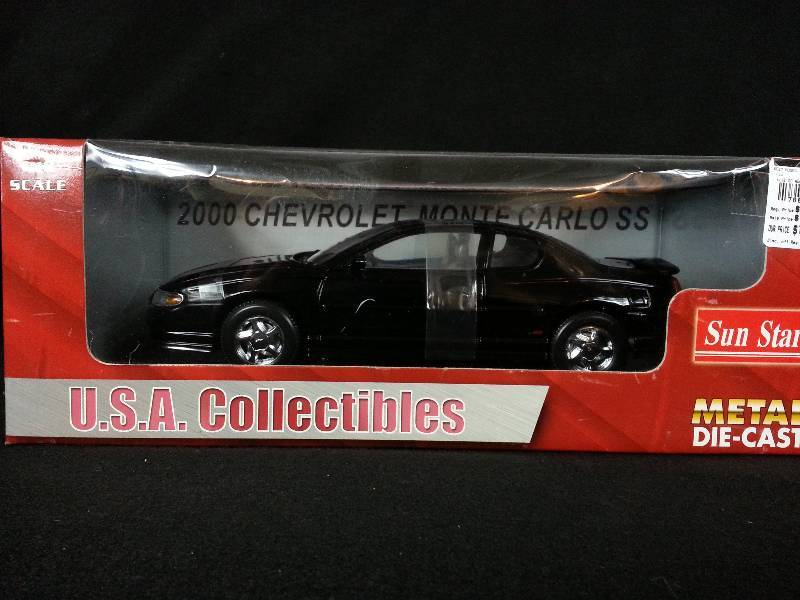 SCALE
2000 CHEVROLET MONTE CARLO SS
Sun Star
U.S.A. Collectibles
METAL
DIE-CAST